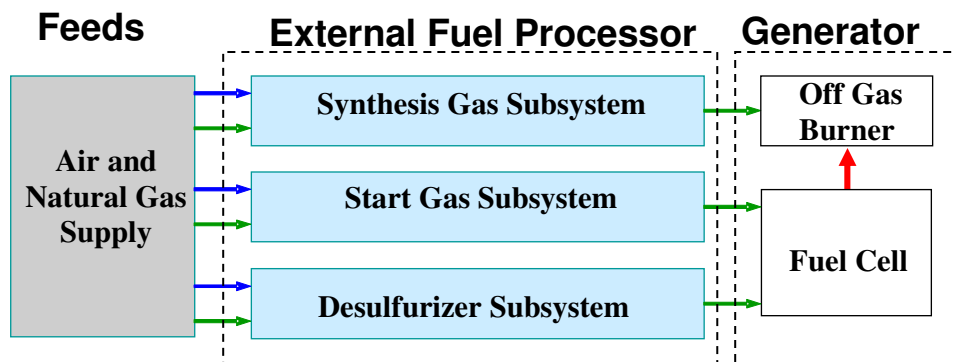 Feeds
External Fuel Processor
Generator
Air and
Natural Gas
Supply
Synthesis Gas Subsystem
Start Gas Subsystem
Desulfurizer Subsystem
Off Gas
Burner
Fuel Cell